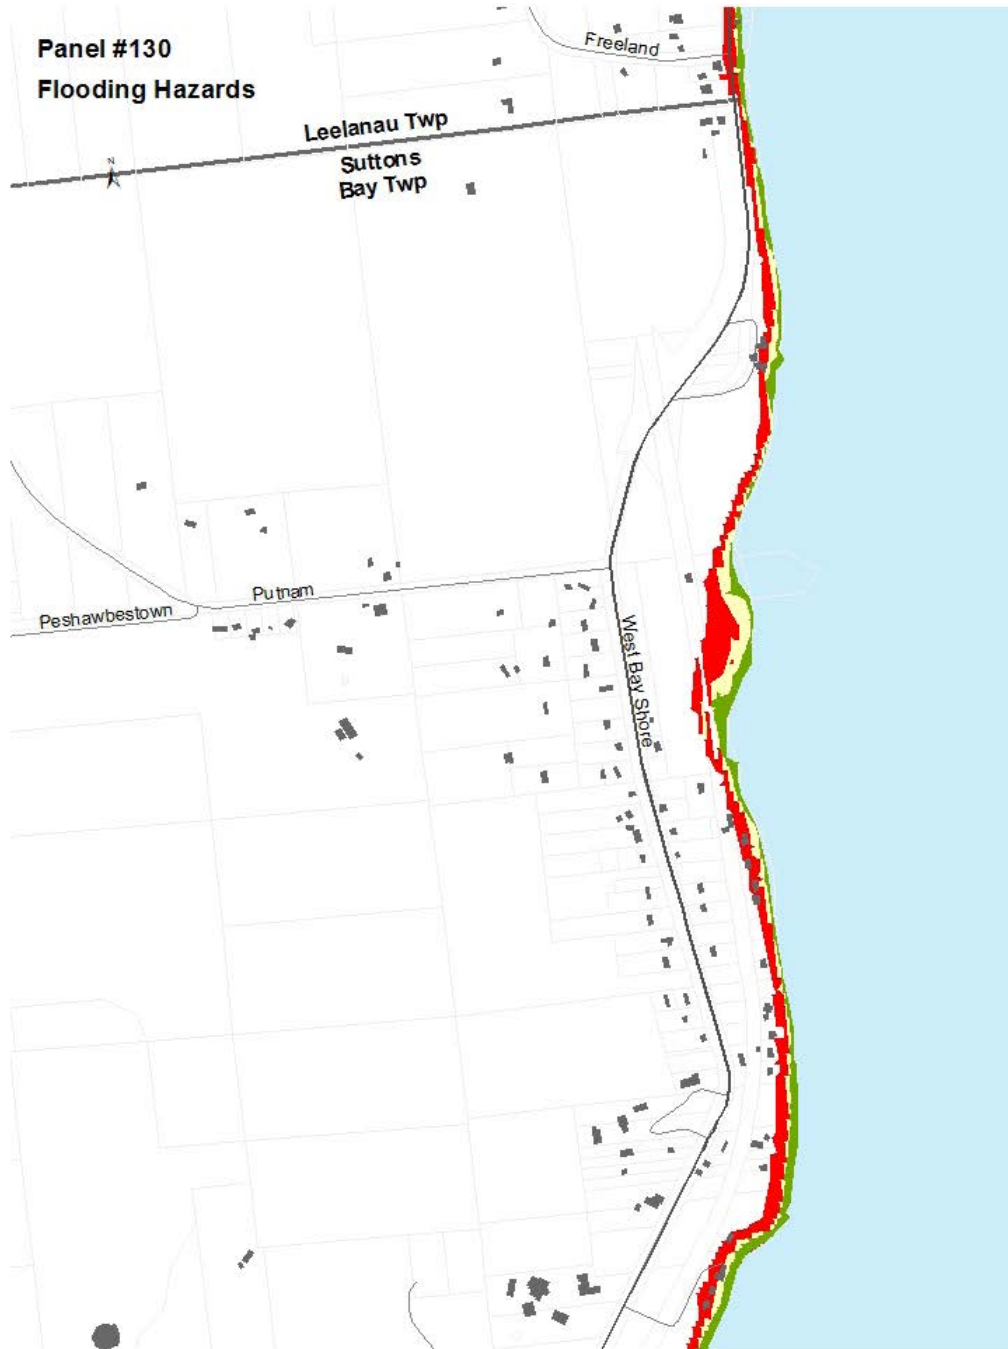 Panel #130
Flooding Hazards
Freeland
Leelanau Twp
Suttons
Bay Twp
N
Putnam
Peshawbestown
West Bay Shore